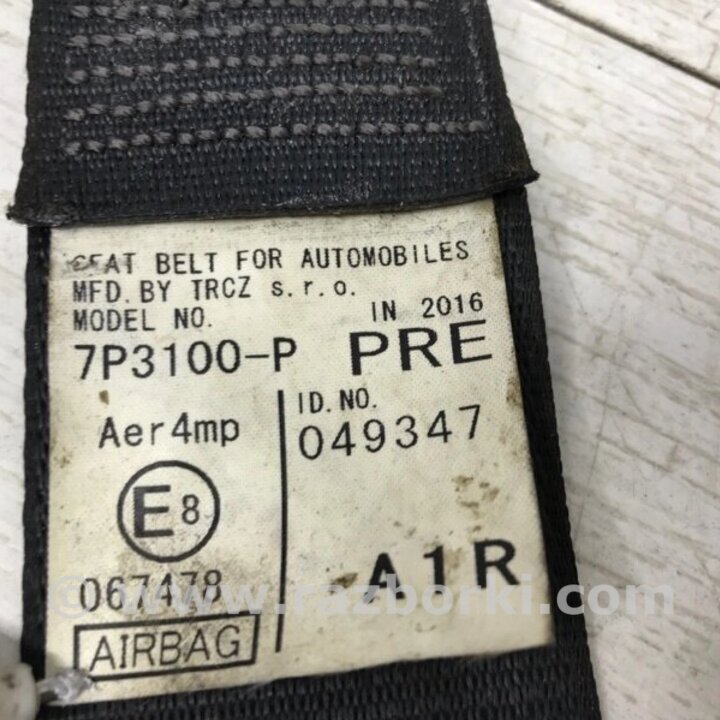 SEAT BELT FOR AUTOMOBILES
MFD. BY TRCZ s.r.o.
MODEL NO. IN 2016
7P3100-P PRE
Aer4mp
ID. NO.
049347
E8
067478
A1R
AIRBAG
© www.razborki.com